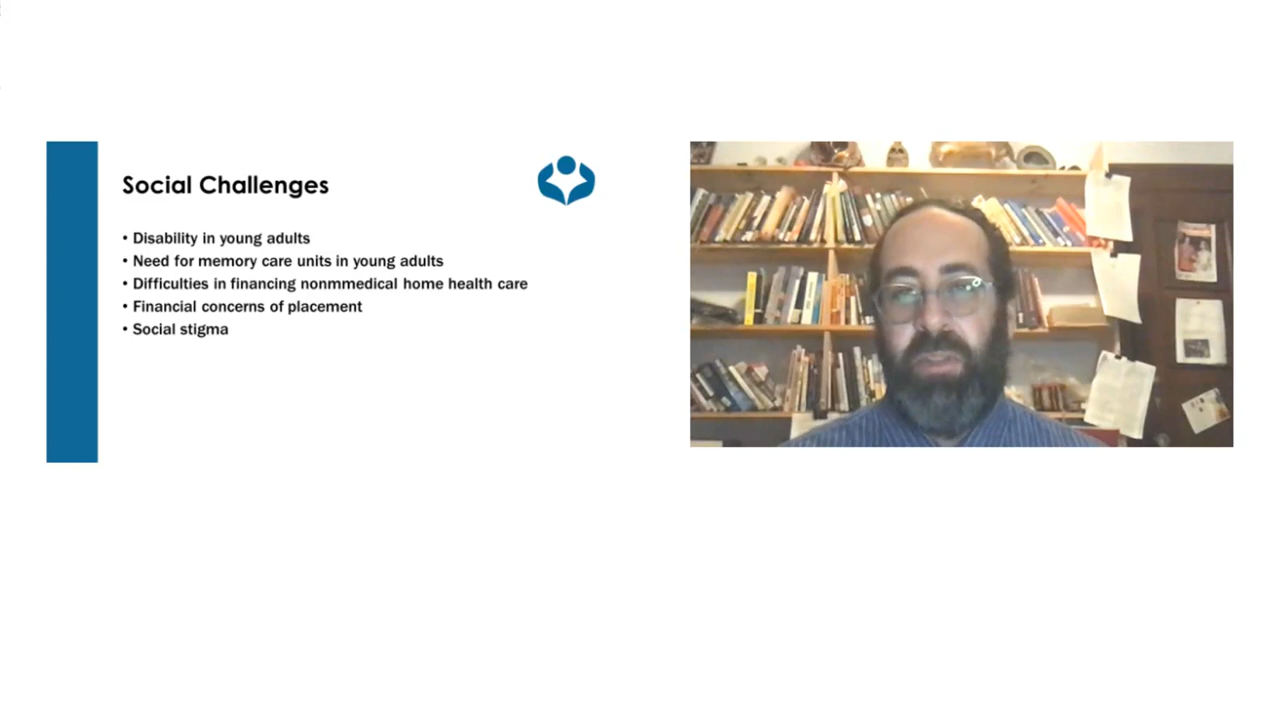 Social Challenges
• Disability in young adults
• Need for memory care units in young adults
• Difficulties in financing nonmmedical home health care
• Financial concerns of placement
• Social stigma